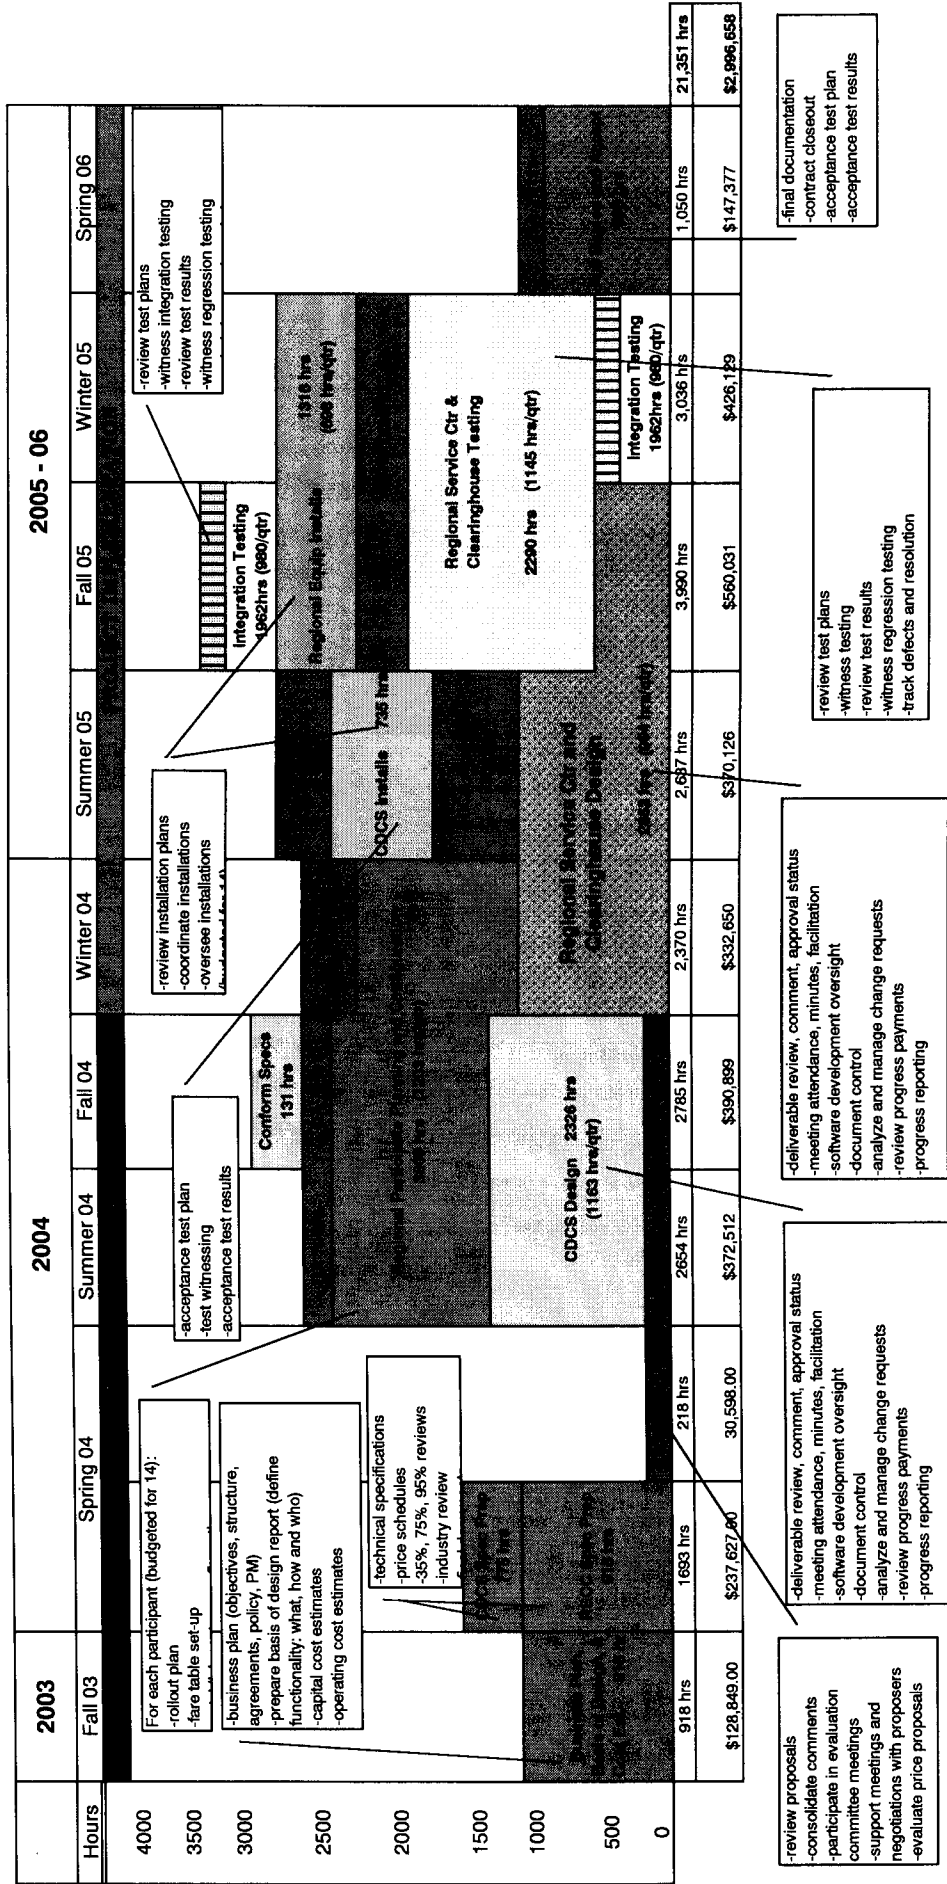 2003
2004
2005 - 06
Hours
Fall 03
Spring 04
Summer 04
Fall 04
Winter 04
Summer 05
Fall 05
Winter 05
Spring 06
4000
3500
3000
2500
2000
1500
1000
500
0
For each participant (budgeted for 14):
-rollout plan
-fare table set-up
-business plan (objectives, structure,
agreements, policy, PM)
-prepare basis of design report (define
functionality: what, how and who)
-capital cost estimates
-operating cost estimates
-technical specifications
-price schedules
-35%, 75%, 95% reviews
-industry review
-acceptance test plan
-test witnessing
-acceptance test results
-review installation plans
-coordinate installations
-oversee installations
-review test plans
-witness integration testing
-review test results
-witness regression testing
Conform Specs
131 hrs
CDCS Design 2326 hrs
(1163 hrs/qtr)
CDCS Installs 735 hrs
Regional Service Ctr and
Clearinghouse Design
Integration Testing
1962hrs (980/qtr)
Regional Equip Installs
1316 hrs
Regional Service Ctr &
Clearinghouse Testing
2290 hrs (1145 hrs/qtr)
Integration Testing
1962hrs (980/qtr)
918 hrs
1693 hrs
218 hrs
2654 hrs
2785 hrs
2,370 hrs
2,637 hrs
3,990 hrs
3,036 hrs
1,050 hrs
21,351 hrs
$128,849.00
$237,627.00
30,598.00
$372,512
$390,899
$332,650
$370,126
$560,031
$426,129
$147,377
$2,996,658
-review proposals
-consolidate comments
-participate in evaluation
committee meetings
-support meetings and
negotiations with proposers
-evaluate price proposals
-deliverable review, comment, approval status
-meeting attendance, minutes, facilitation
-software development oversight
-document control
-analyze and manage change requests
-review progress payments
-progress reporting
-deliverable review, comment, approval status
-meeting attendance, minutes, facilitation
-software development oversight
-document control
-analyze and manage change requests
-review progress payments
-progress reporting
-review test plans
-witness testing
-review test results
-witness regression testing
-track defects and resolution
-final documentation
-contract closeout
-acceptance test plan
-acceptance test results